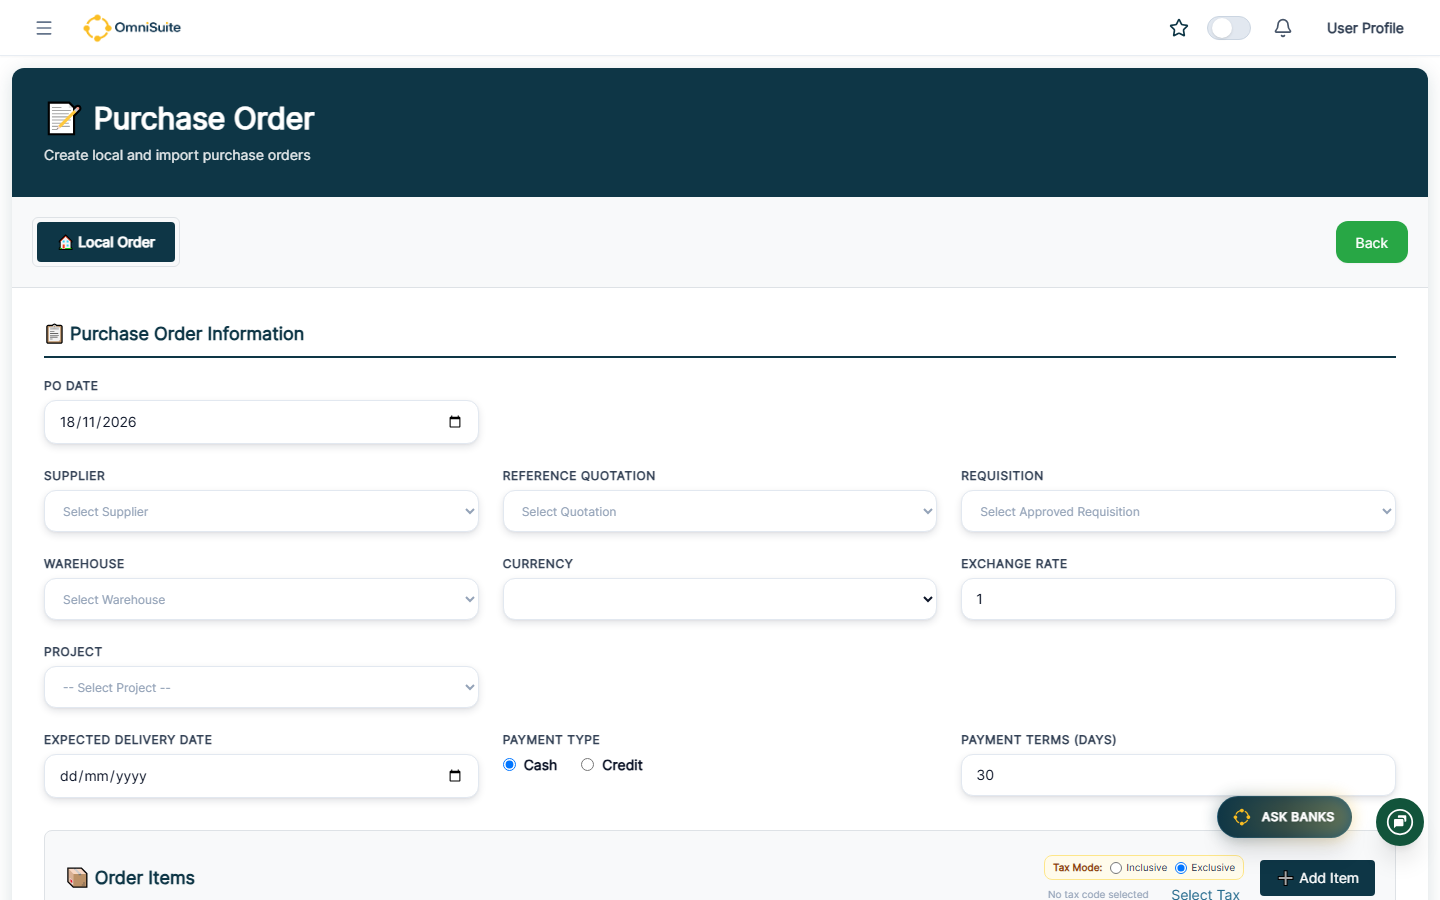 OmniSuite
User Profile
Purchase Order
Create local and import purchase orders
Local Order
Back
Purchase Order Information
PO DATE
18/11/2026
SUPPLIER
REFERENCE QUOTATION
REQUISITION
Select Supplier
Select Quotation
Select Approved Requisition
WAREHOUSE
CURRENCY
EXCHANGE RATE
Select Warehouse
1
PROJECT
-- Select Project --
EXPECTED DELIVERY DATE
PAYMENT TYPE
PAYMENT TERMS (DAYS)
dd/mm/yyyy
Cash
Credit
30
ASK BANKS
Order Items
Tax Mode: Inclusive Exclusive
Add Item
No tax code selected
Select Tax